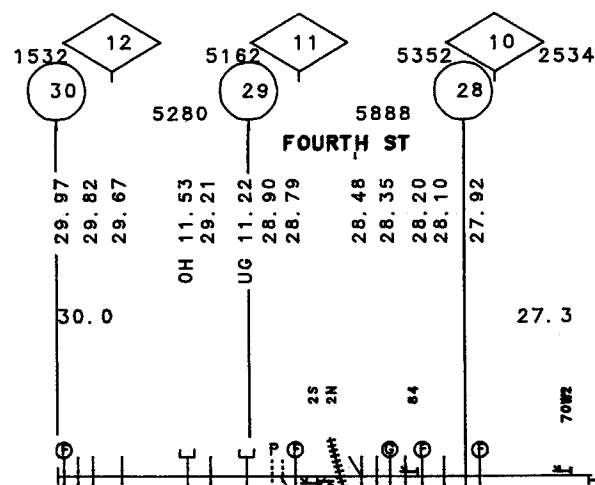 12 11 10
1532 5162 5352 2534
30 29 28
5280 5888
FOURTH ST
29.97
29.82
29.67
OH 11.53
29.21
UG 11.22
28.90
28.79
28.48
28.35
28.20
28.10
27.92
30.0 27.3
2S
2N
84
70W2
F P F G F F